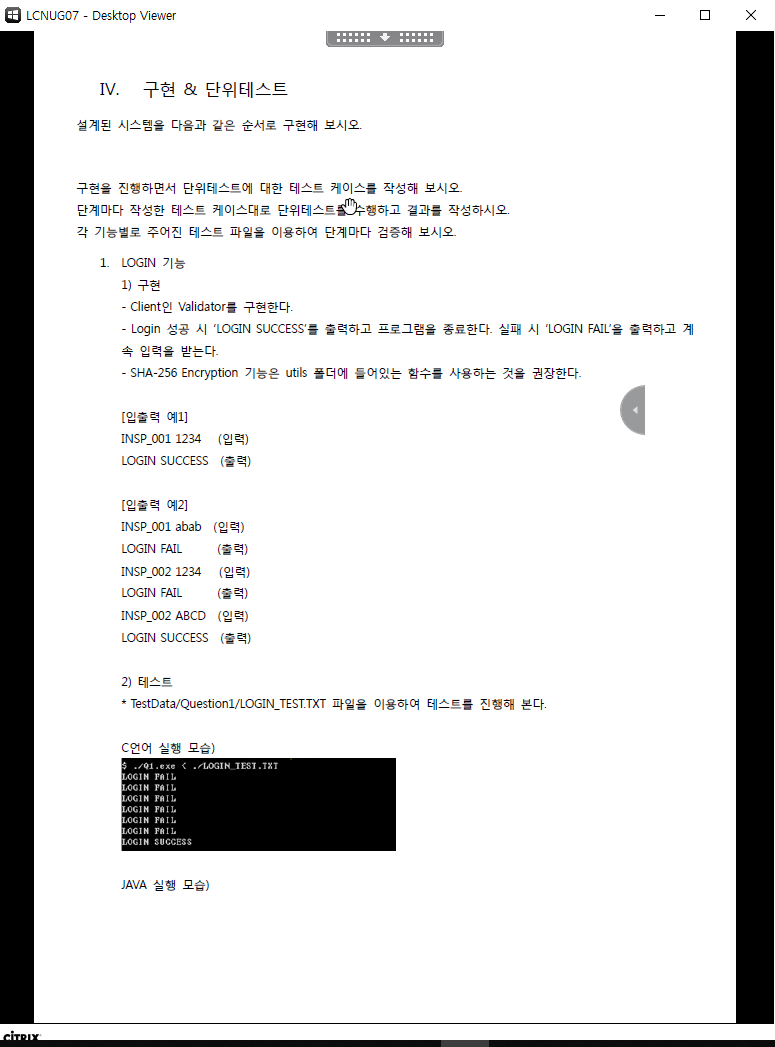 LCNUG07 - Desktop Viewer
IV. 구현 & 단위테스트
설계된 시스템을 다음과 같은 순서로 구현해 보시오.
구현을 진행하면서 단위테스트에 대한 테스트 케이스를 작성해 보시오.
단계마다 작성한 테스트 케이스대로 단위테스트를 수행하고 결과를 작성하시오.
각 기능별로 주어진 테스트 파일을 이용하여 단계마다 검증해 보시오.
1. LOGIN 기능
1) 구현
- Client인 Validator를 구현한다.
- Login 성공 시 ‘LOGIN SUCCESS’를 출력하고 프로그램을 종료한다. 실패 시 ‘LOGIN FAIL’을 출력하고 계
속 입력을 받는다.
- SHA-256 Encryption 기능은 utils 폴더에 들어있는 함수를 사용하는 것을 권장한다.
[입출력 예1]
INSP_001 1234 (입력)
LOGIN SUCCESS (출력)
[입출력 예2]
INSP_001 abab (입력)
LOGIN FAIL (출력)
INSP_002 1234 (입력)
LOGIN FAIL (출력)
INSP_002 ABCD (입력)
LOGIN SUCCESS (출력)
2) 테스트
* TestData/Question1/LOGIN_TEST.TXT 파일을 이용하여 테스트를 진행해 본다.
C언어 실행 모습)
$ ./Q1.exe < ./LOGIN_TEST.TXT
LOGIN FAIL
LOGIN FAIL
LOGIN FAIL
LOGIN FAIL
LOGIN FAIL
LOGIN FAIL
LOGIN SUCCESS
JAVA 실행 모습)
CİTRIX